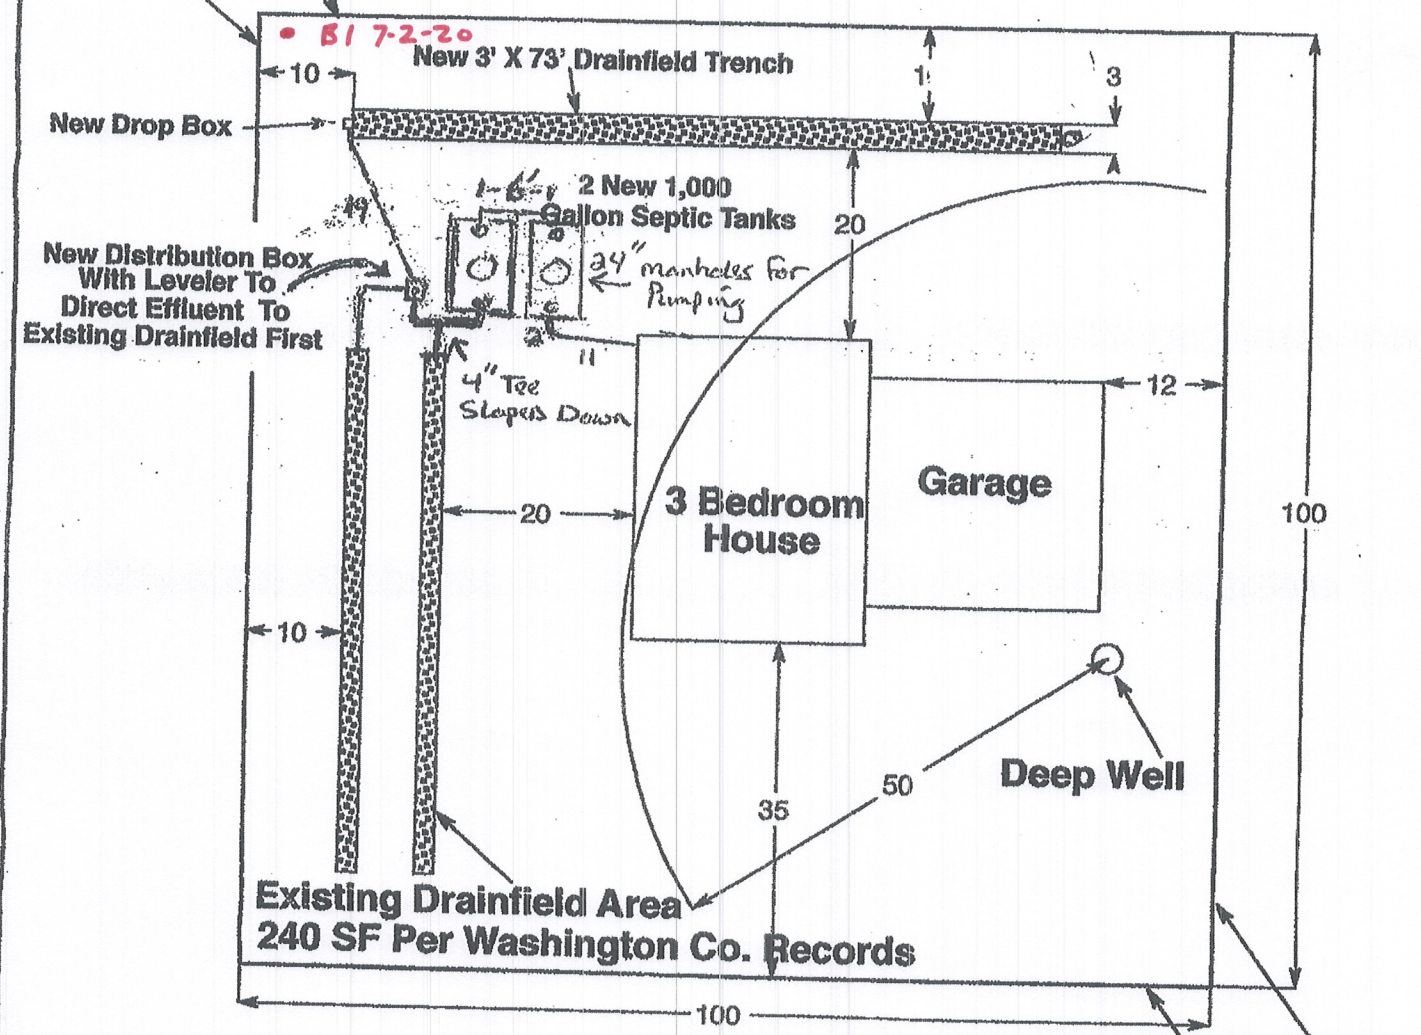 B1 7-2-20
New 3' X 73' Drainfield Trench
10
3
New Drop Box
2 New 1,000
Gallon Septic Tanks
20
19
New Distribution Box
With Leveler To
Direct Effluent To
Existing Drainfield First
24" manholes For
Pumping
11
4" Tee
Slopes Down
12
Garage
3 Bedroom
House
20
100
10
Deep Well
50
35
Existing Drainfield Area
240 SF Per Washington Co. Records
100